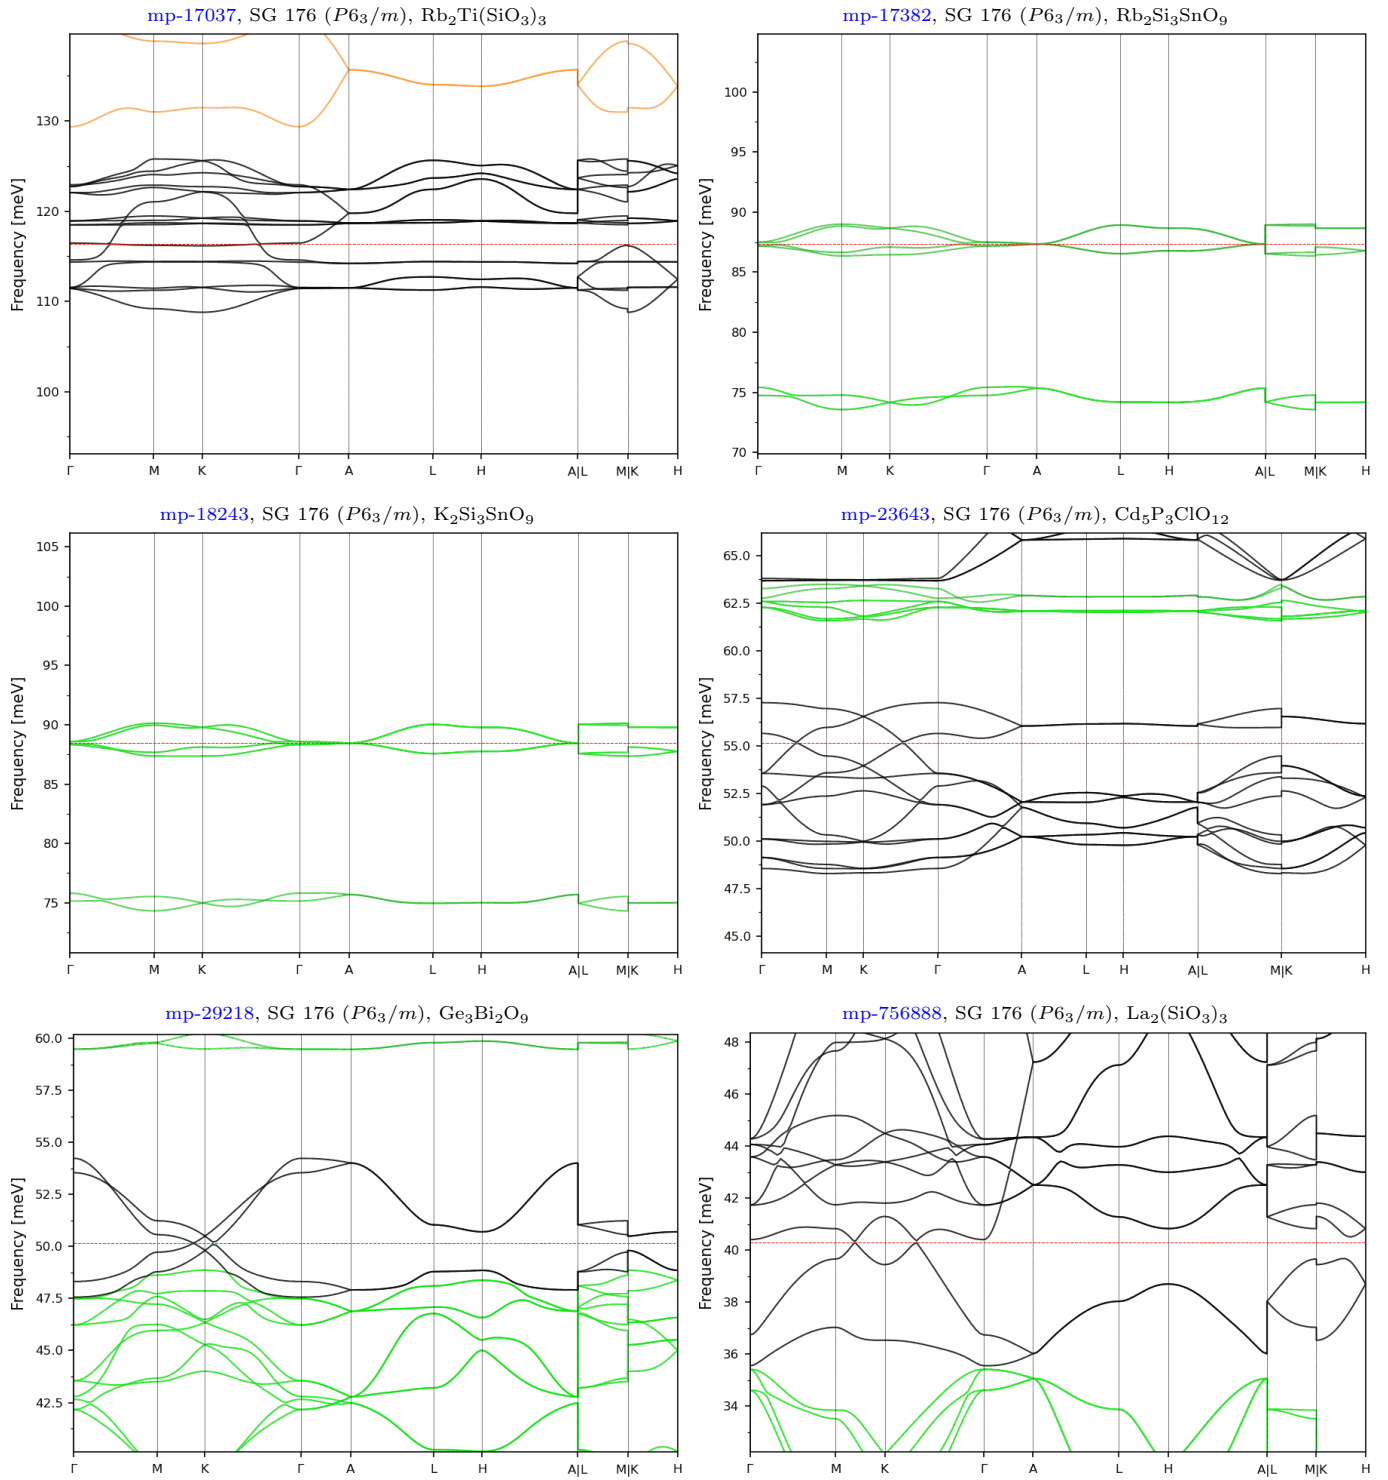 mp-17037, SG 176 (P6₃/m), Rb₂Ti(SiO₃)₃
Frequency [meV]
130
120
110
100
Γ M K Γ A L H A|L M|K H
mp-17382, SG 176 (P6₃/m), Rb₂Si₃SnO₉
Frequency [meV]
100
95
90
85
80
75
70
Γ M K Γ A L H A|L M|K H
mp-18243, SG 176 (P6₃/m), K₂Si₃SnO₉
Frequency [meV]
105
100
95
90
85
80
75
Γ M K Γ A L H A|L M|K H
mp-23643, SG 176 (P6₃/m), Cd₅P₃ClO₁₂
Frequency [meV]
65.0
62.5
60.0
57.5
55.0
52.5
50.0
47.5
45.0
Γ M K Γ A L H A|L M|K H
mp-29218, SG 176 (P6₃/m), Ge₃Bi₂O₉
Frequency [meV]
60.0
57.5
55.0
52.5
50.0
47.5
45.0
42.5
Γ M K Γ A L H A|L M|K H
mp-756888, SG 176 (P6₃/m), La₂(SiO₃)₃
Frequency [meV]
48
46
44
42
40
38
36
34
Γ M K Γ A L H A|L M|K H